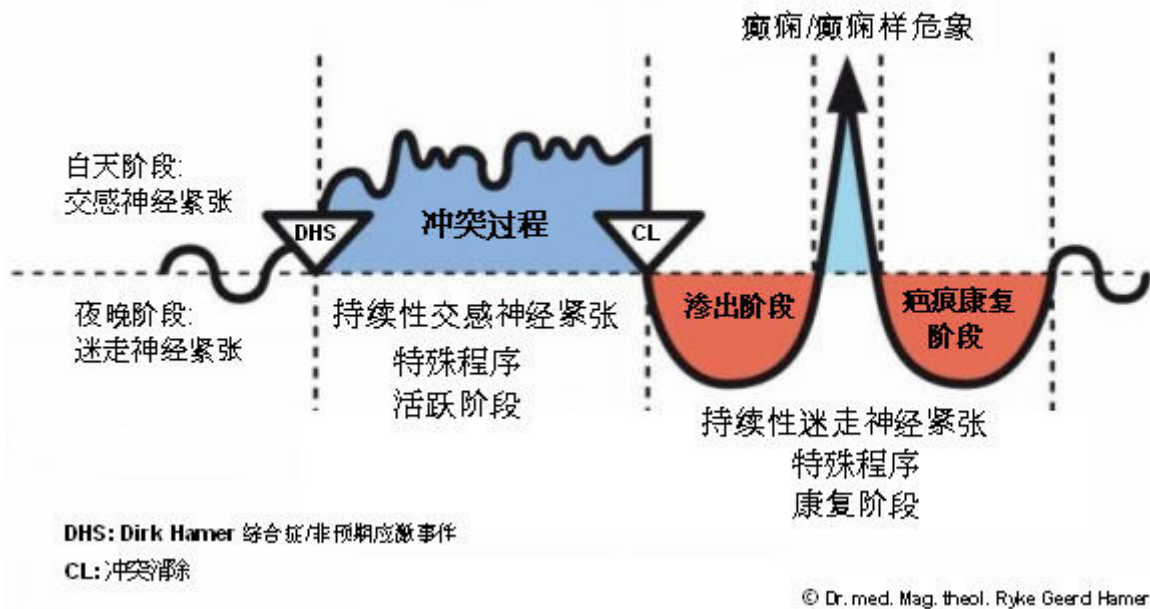 癫痫/癫痫样危象
白天阶段:
交感神经紧张
DHS
冲突过程
CL
夜晚阶段:
迷走神经紧张
持续性交感神经紧张
特殊程序
活跃阶段
渗出阶段
疤痕康复
阶段
持续性迷走神经紧张
特殊程序
康复阶段
DHS: Dirk Hamer 综合症/非预期应激事件
CL: 冲突消除
© Dr. med. Mag. theol. Ryke Geerd Hamer